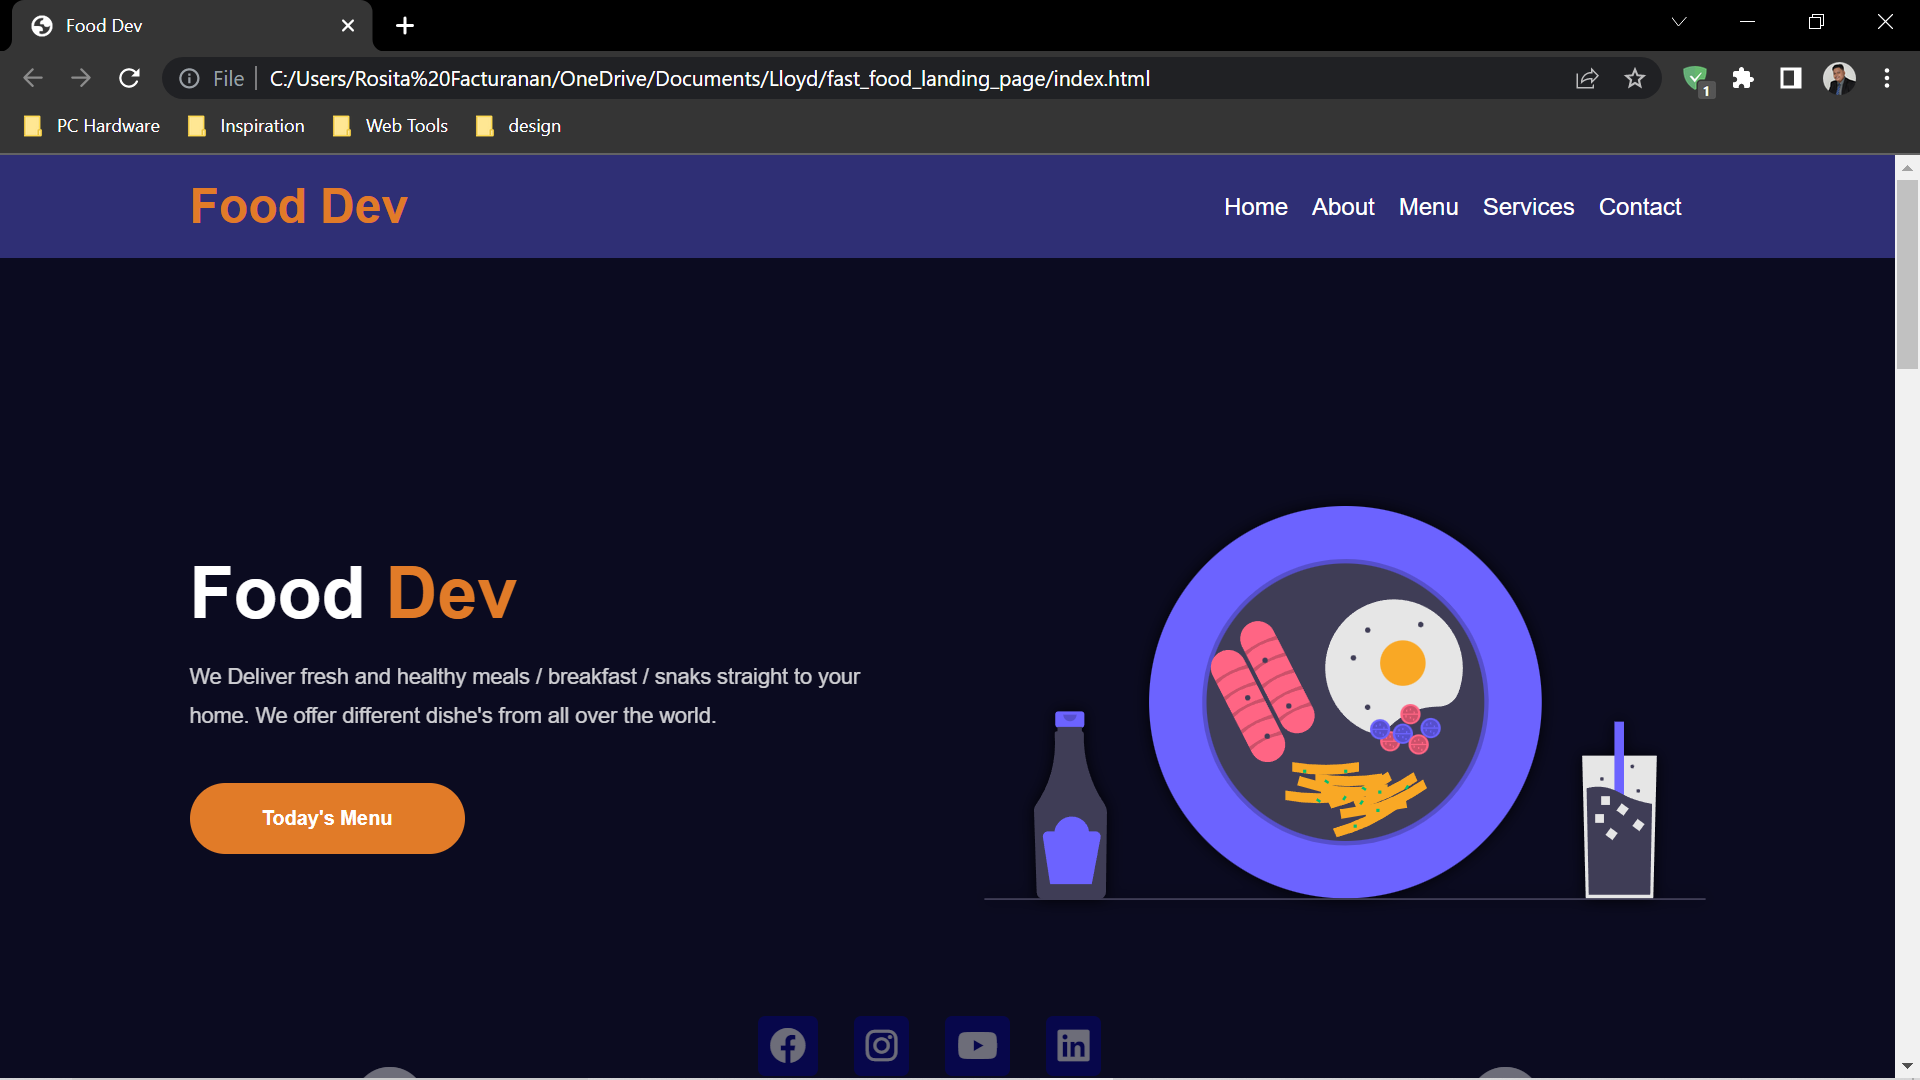 Food Dev
File
C:/Users/Rosita%20Facturanan/OneDrive/Documents/Lloyd/fast_food_landing_page/index.html
1
PC Hardware
Inspiration
Web Tools
design
Food Dev
Home
About
Menu
Services
Contact
Food Dev
We Deliver fresh and healthy meals / breakfast / snaks straight to your
home. We offer different dishe's from all over the world.
Today's Menu